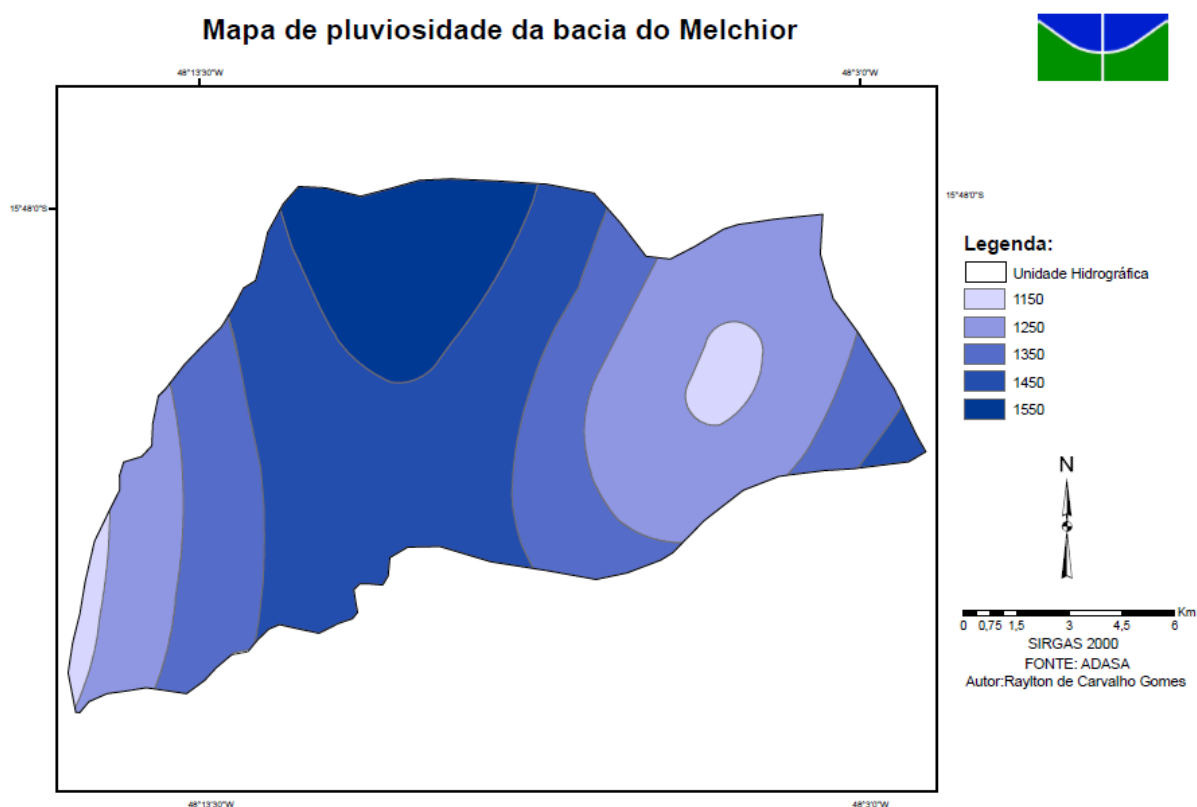 Mapa de pluviosidade da bacia do Melchior
48°13'30"W
48°3'0"W
15°48'0"S
15°48'0"S
Legenda:
Unidade Hidrográfica
1150
1250
1350
1450
1550
N
Km
0 0,75 1,5 3 4,5 6
SIRGAS 2000
FONTE: ADASA
Autor:Raylton de Carvalho Gomes
48°13'30"W
48°3'0"W